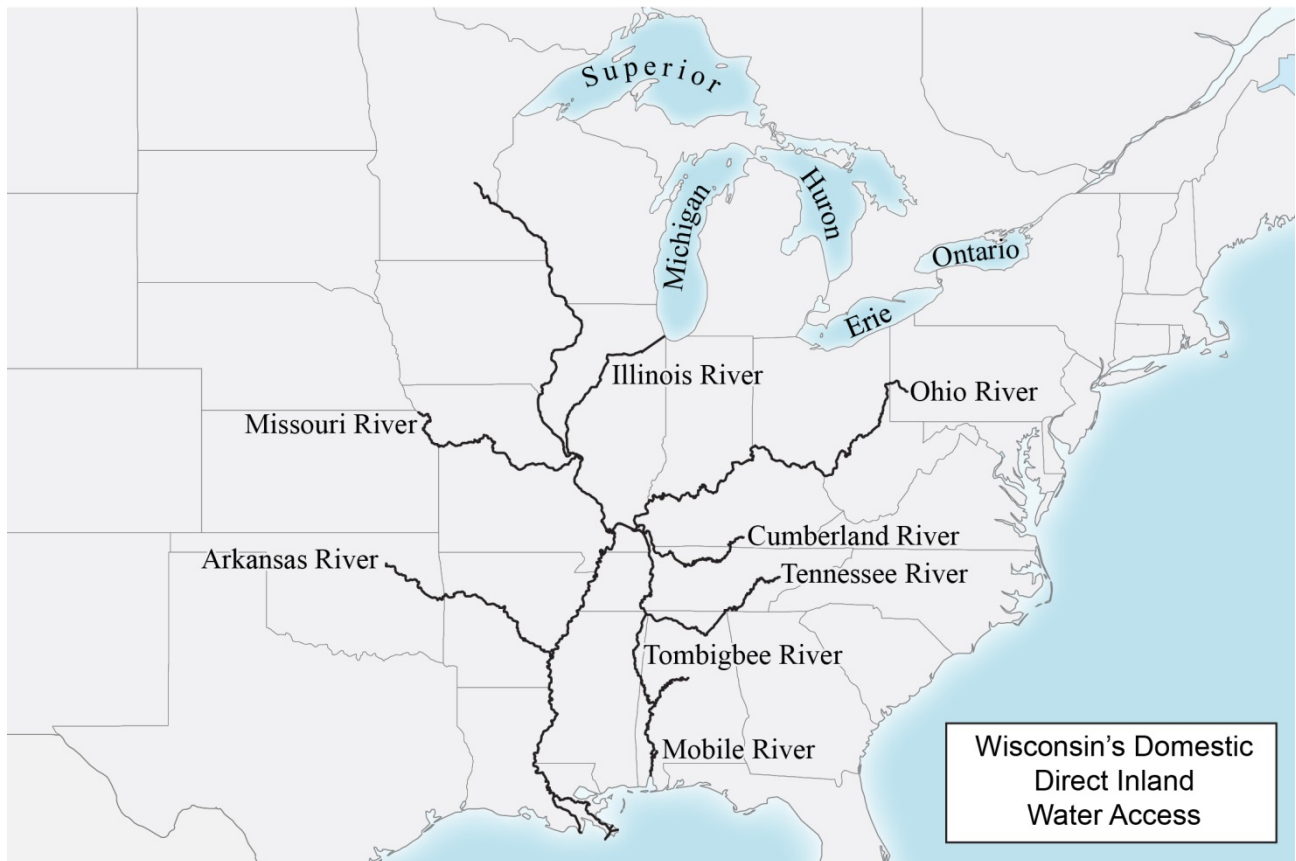 Superior
Michigan
Huron
Ontario
Erie
Illinois River
Ohio River
Missouri River
Cumberland River
Arkansas River
Tennessee River
Tombigbee River
Mobile River
Wisconsin's Domestic
Direct Inland
Water Access